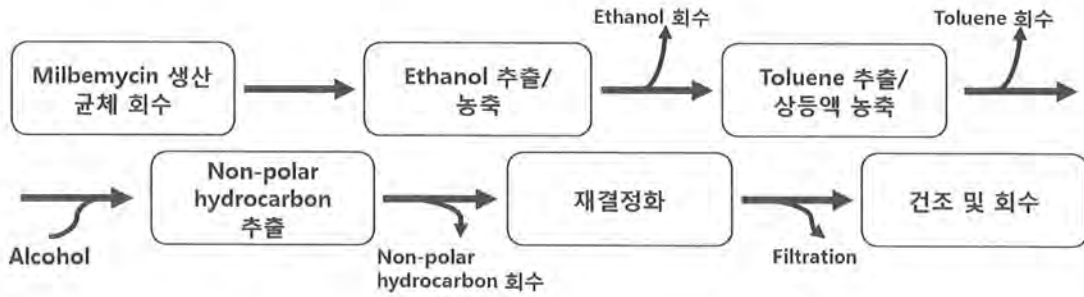 Ethanol 회수
Toluene 회수
Milbemycin 생산
균체 회수
Ethanol 추출/
농축
Toluene 추출/
상등액 농축
Alcohol
Non-polar
hydrocarbon
추출
Non-polar
hydrocarbon 회수
재결정화
Filtration
건조 및 회수